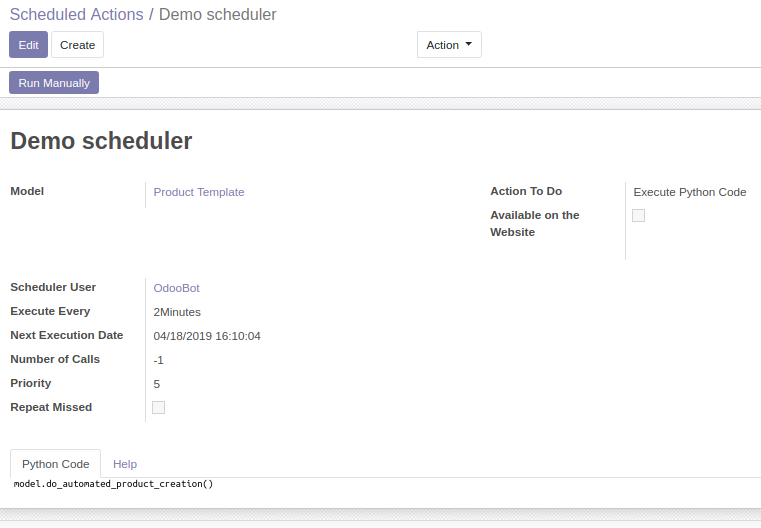 Scheduled Actions / Demo scheduler
Edit Create Action
Run Manually
Demo scheduler
Model Product Template Action To Do Execute Python Code
Available on the
Website
Scheduler User OdooBot
Execute Every 2Minutes
Next Execution Date 04/18/2019 16:10:04
Number of Calls -1
Priority 5
Repeat Missed
Python Code Help
model.do_automated_product_creation()